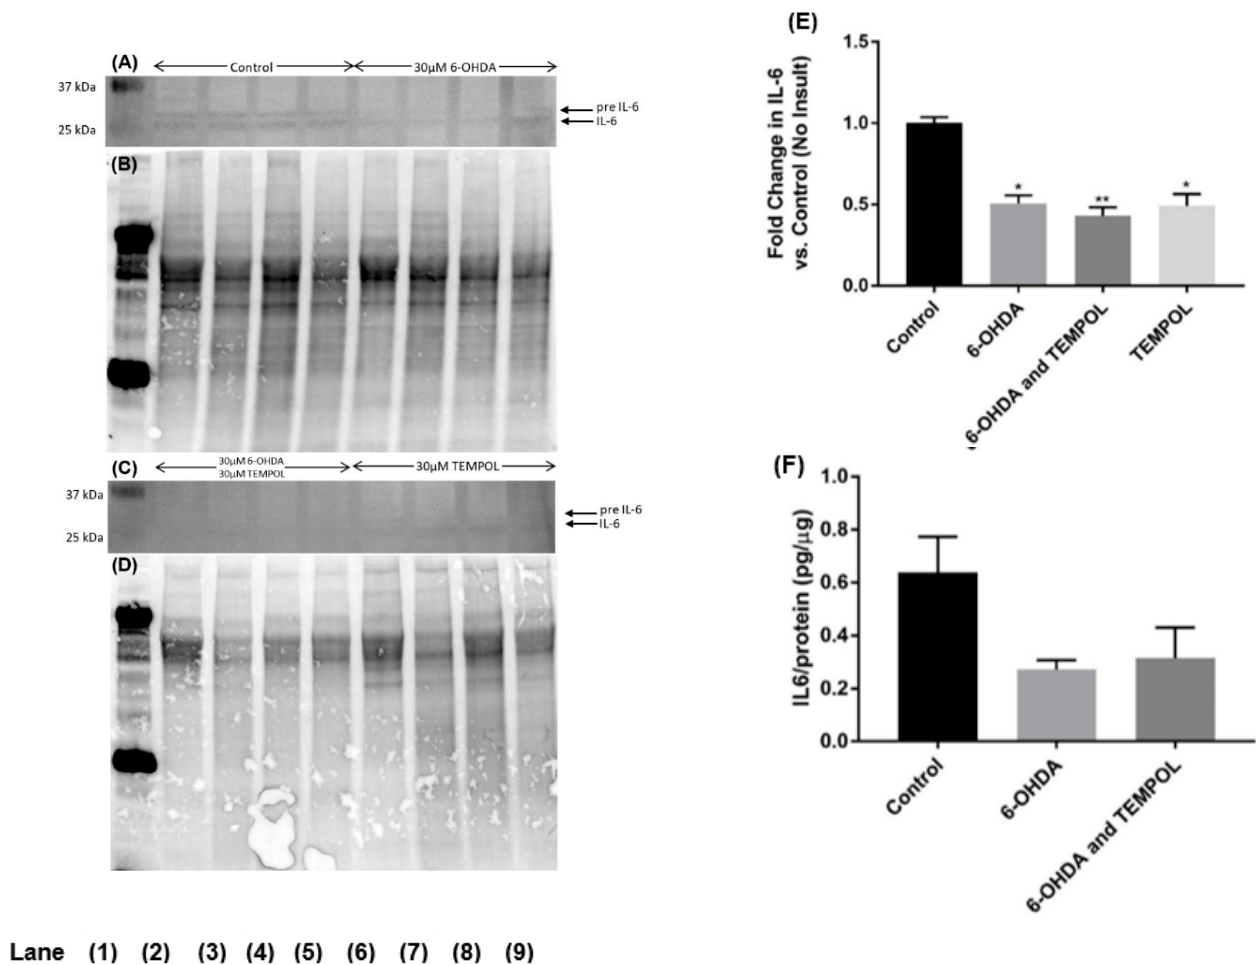 (A)
Control
30µM 6-OHDA
37 kDa
pre IL-6
IL-6
25 kDa
(B)
(C)
30µM 6-OHDA
30µM TEMPOL
30µM TEMPOL
37 kDa
pre IL-6
IL-6
25 kDa
(D)
Lane (1) (2) (3) (4) (5) (6) (7) (8) (9)
(E)
Fold Change in IL-6
vs. Control (No Insult)
1.5
1.0
0.5
0.0
*
**
*
Control
6-OHDA
6-OHDA and TEMPOL
TEMPOL
(F)
IL6/protein (pg/µg)
1.0
0.8
0.6
0.4
0.2
0.0
Control
6-OHDA
6-OHDA and TEMPOL